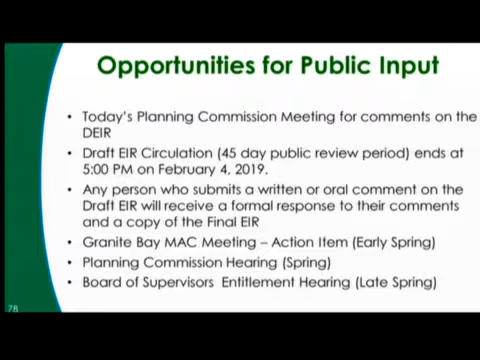 Opportunities for Public Input
• Today's Planning Commission Meeting for comments on the
DEIR
• Draft EIR Circulation (45 day public review period) ends at
5:00 PM on February 4, 2019.
• Any person who submits a written or oral comment on the
Draft EIR will receive a formal response to their comments
and a copy of the Final EIR
• Granite Bay MAC Meeting – Action Item (Early Spring)
• Planning Commission Hearing (Spring)
• Board of Supervisors Entitlement Hearing (Late Spring)
78